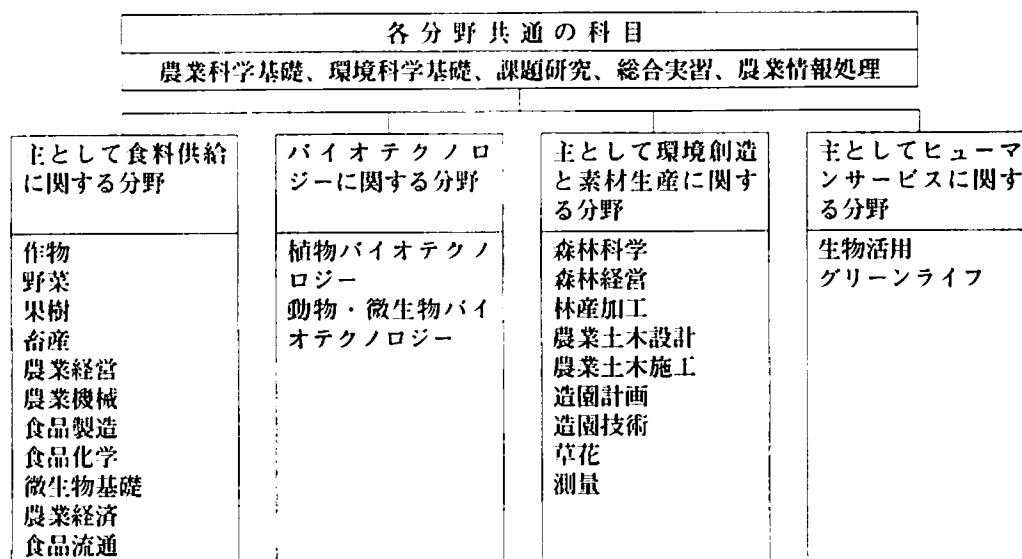 各分野共通の科目
農業科学基礎、環境科学基礎、課題研究、総合実習、農業情報処理
主として食料供給
に関する分野
作物
野菜
果樹
畜産
農業経営
農業機械
食品製造
食品化学
微生物基礎
農業経済
食品流通
バイオテクノロ
ジーに関する分野
植物バイオテクノ
ロジー
動物・微生物バイ
オテクノロジー
主として環境創造
と素材生産に関す
る分野
森林科学
森林経営
林産加工
農業土木設計
農業土木施工
造園計画
造園技術
草花
測量
主としてヒューマ
ンサービスに関す
る分野
生物活用
グリーンライフ